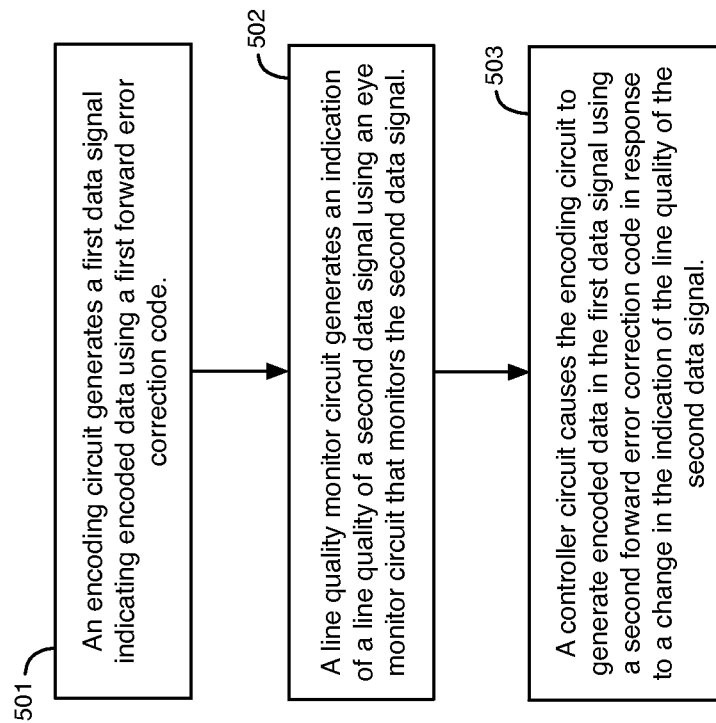 501
An encoding circuit generates a first data signal
indicating encoded data using a first forward error
correction code.
502
A line quality monitor circuit generates an indication
of a line quality of a second data signal using an eye
monitor circuit that monitors the second data signal.
503
A controller circuit causes the encoding circuit to
generate encoded data in the first data signal using
a second forward error correction code in response
to a change in the indication of the line quality of the
second data signal.